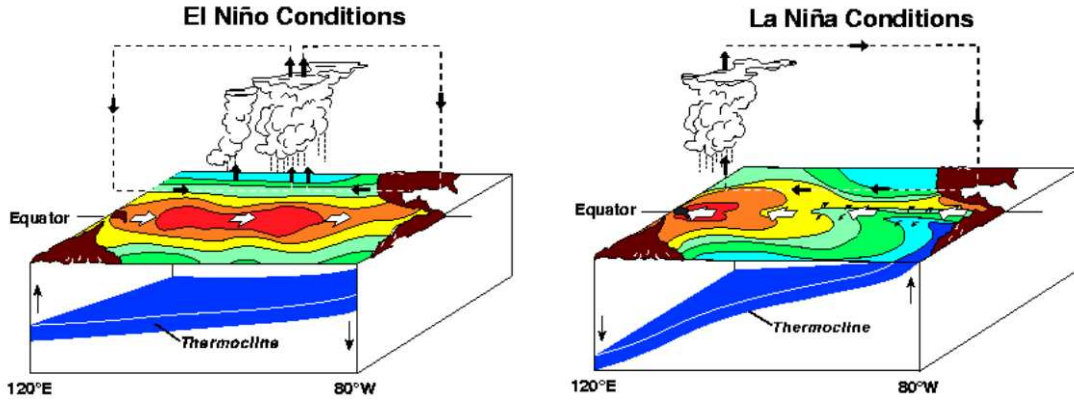 El Niño Conditions
La Niña Conditions
Equator
Equator
Thermocline
Thermocline
120°E
80°W
120°E
80°W